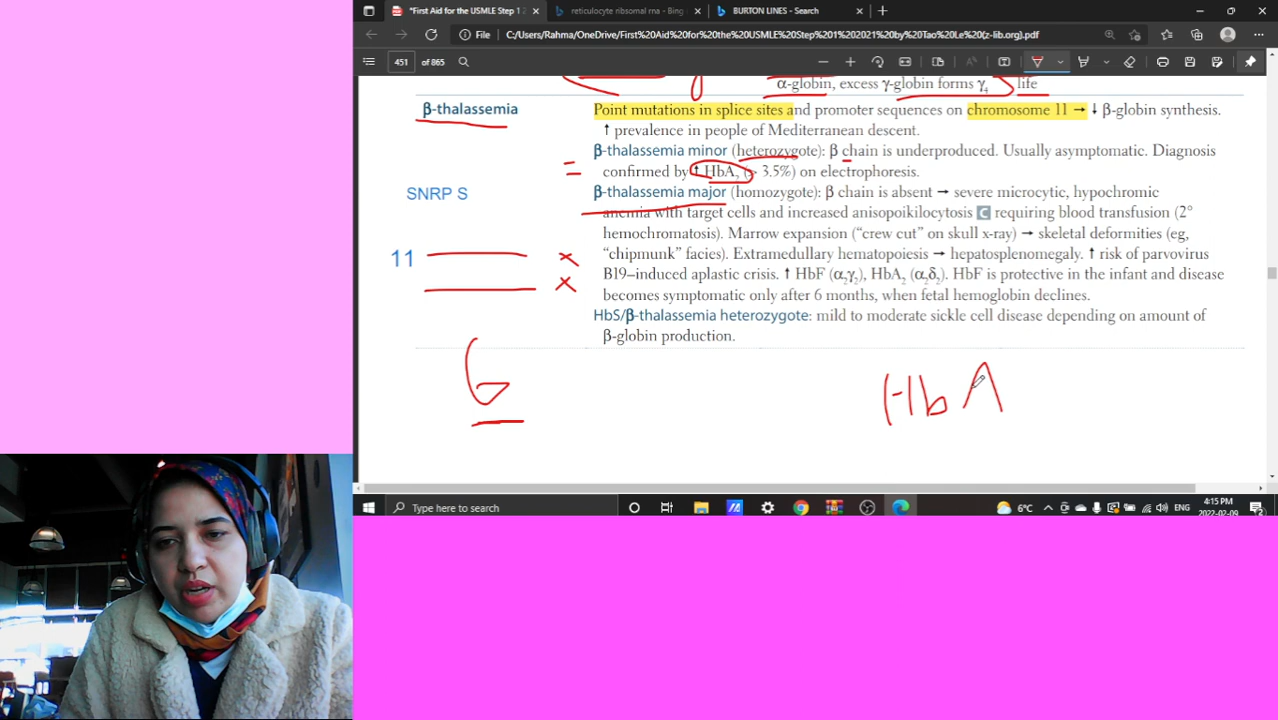 *First Aid for the USMLE Step 1 2 × reticulocyte ribsomal rna - Bing × BURTON LINES - Search × +
File C:/Users/Rahma/OneDrive/First%20Aid%20for%20the%20USMLE%20Step%201%202021%20by%20Tao%20Le%20(z-lib.org).pdf
451 of 865
α-globin, excess γ-globin forms γ4 life
β-thalassemia
Point mutations in splice sites and promoter sequences on chromosome 11 → ↓ β-globin synthesis.
↑ prevalence in people of Mediterranean descent.
β-thalassemia minor (heterozygote): β chain is underproduced. Usually asymptomatic. Diagnosis
confirmed by ↑ HbA2 (> 3.5%) on electrophoresis.
β-thalassemia major (homozygote): β chain is absent → severe microcytic, hypochromic
anemia with target cells and increased anisopoikilocytosis C requiring blood transfusion (2°
hemochromatosis). Marrow expansion (“crew cut” on skull x-ray) → skeletal deformities (eg,
“chipmunk” facies). Extramedullary hematopoiesis → hepatosplenomegaly. ↑ risk of parvovirus
B19–induced aplastic crisis. ↑ HbF (α2γ2), HbA2 (α2δ2). HbF is protective in the infant and disease
becomes symptomatic only after 6 months, when fetal hemoglobin declines.
HbS/β-thalassemia heterozygote: mild to moderate sickle cell disease depending on amount of
β-globin production.
SNRP S
11
x
x
6
HbA
Type here to search
6°C
ENG
4:15 PM
2022-02-09